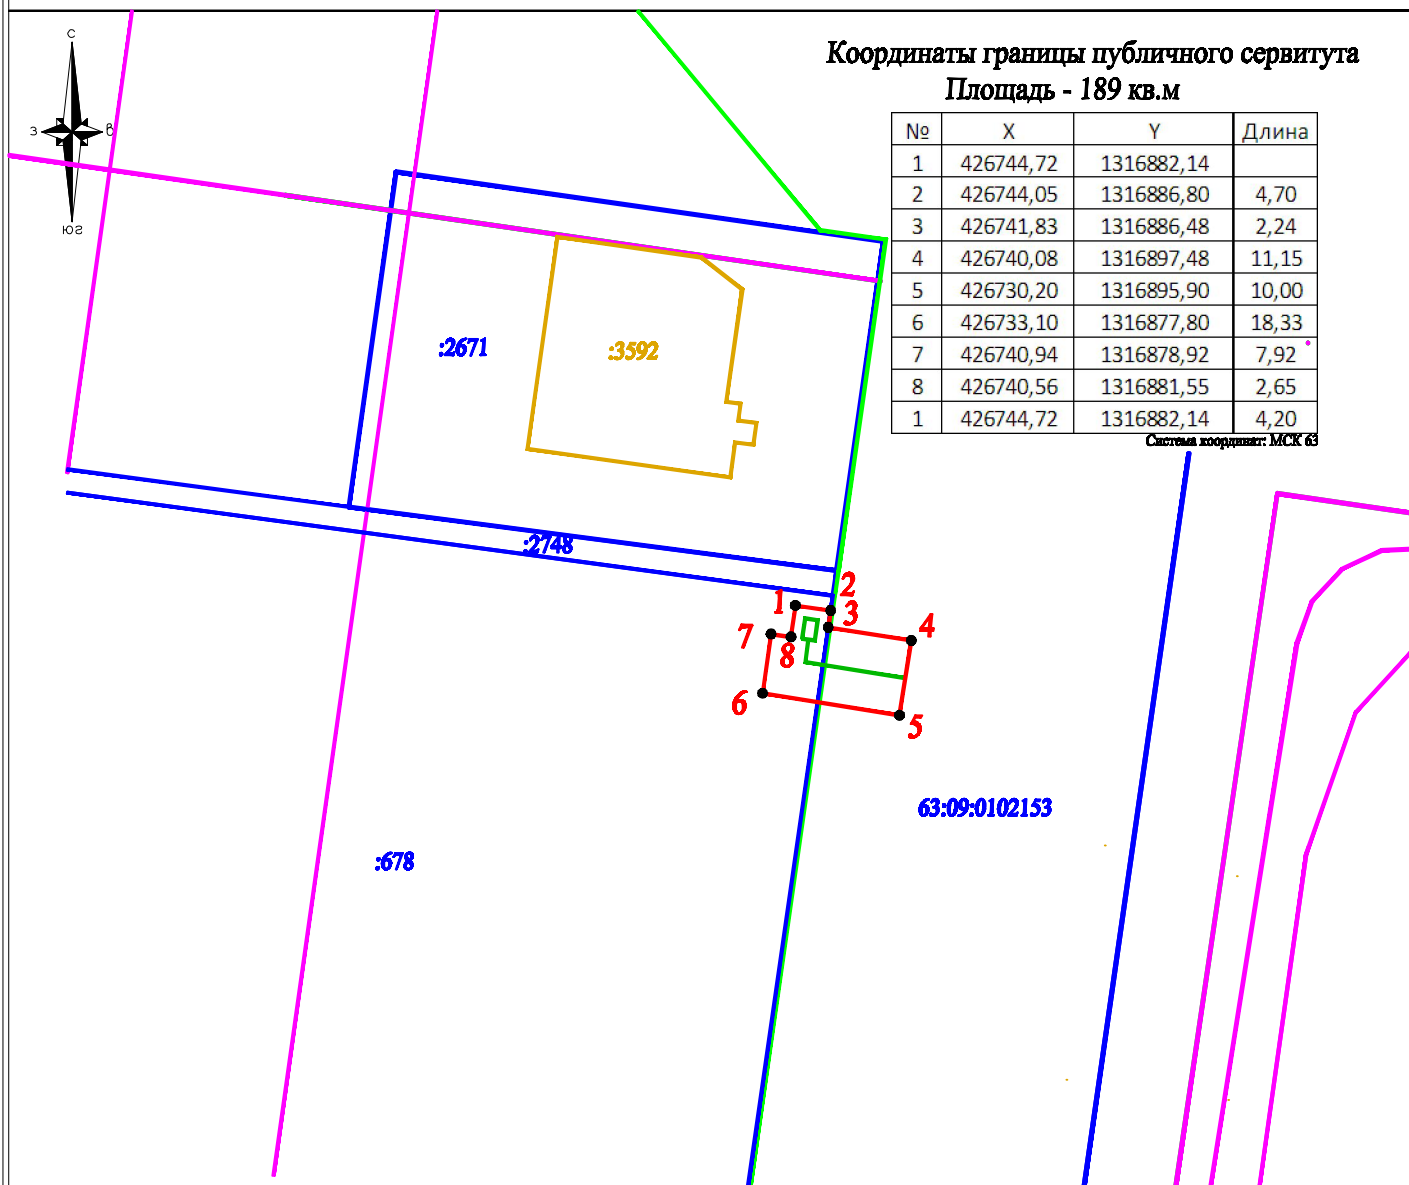 с
з в
юг
Координаты границы публичного сервитута
Площадь - 189 кв.м
№ X Y Длина
1 426744,72 1316882,14
2 426744,05 1316886,80 4,70
3 426741,83 1316886,48 2,24
4 426740,08 1316897,48 11,15
5 426730,20 1316895,90 10,00
6 426733,10 1316877,80 18,33
7 426740,94 1316878,92 7,92
8 426740,56 1316881,55 2,65
1 426744,72 1316882,14 4,20
Система координат: МСК 63
:2671
:3592
:2748
1
2
3
4
7
8
6
5
63:09:0102153
:678